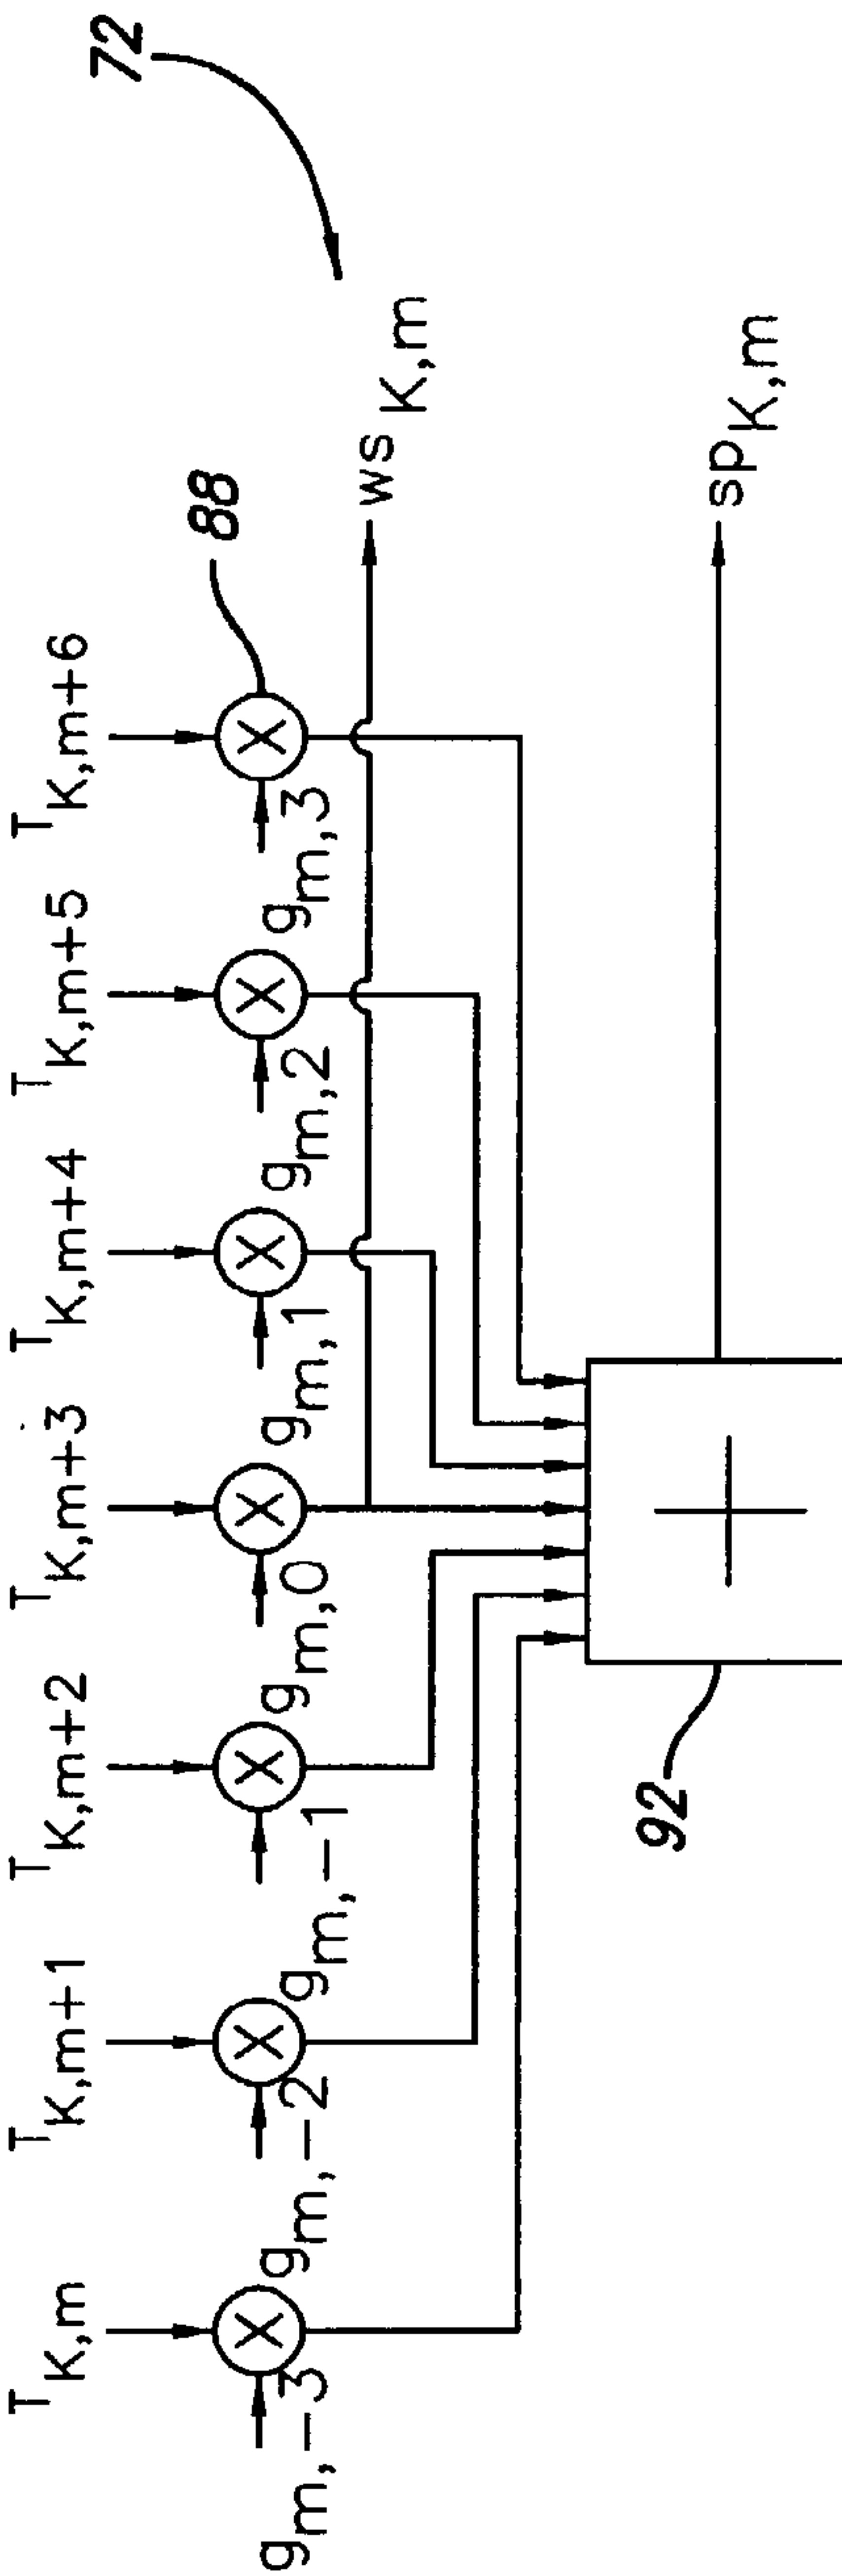 72
T K,m T K,m+1 T K,m+2 T K,m+3 T K,m+4 T K,m+5 T K,m+6
88
g m,-3 g m,-2 g m,-1 g m,0 g m,1 g m,2 g m,3
ws K,m
92
sp K,m